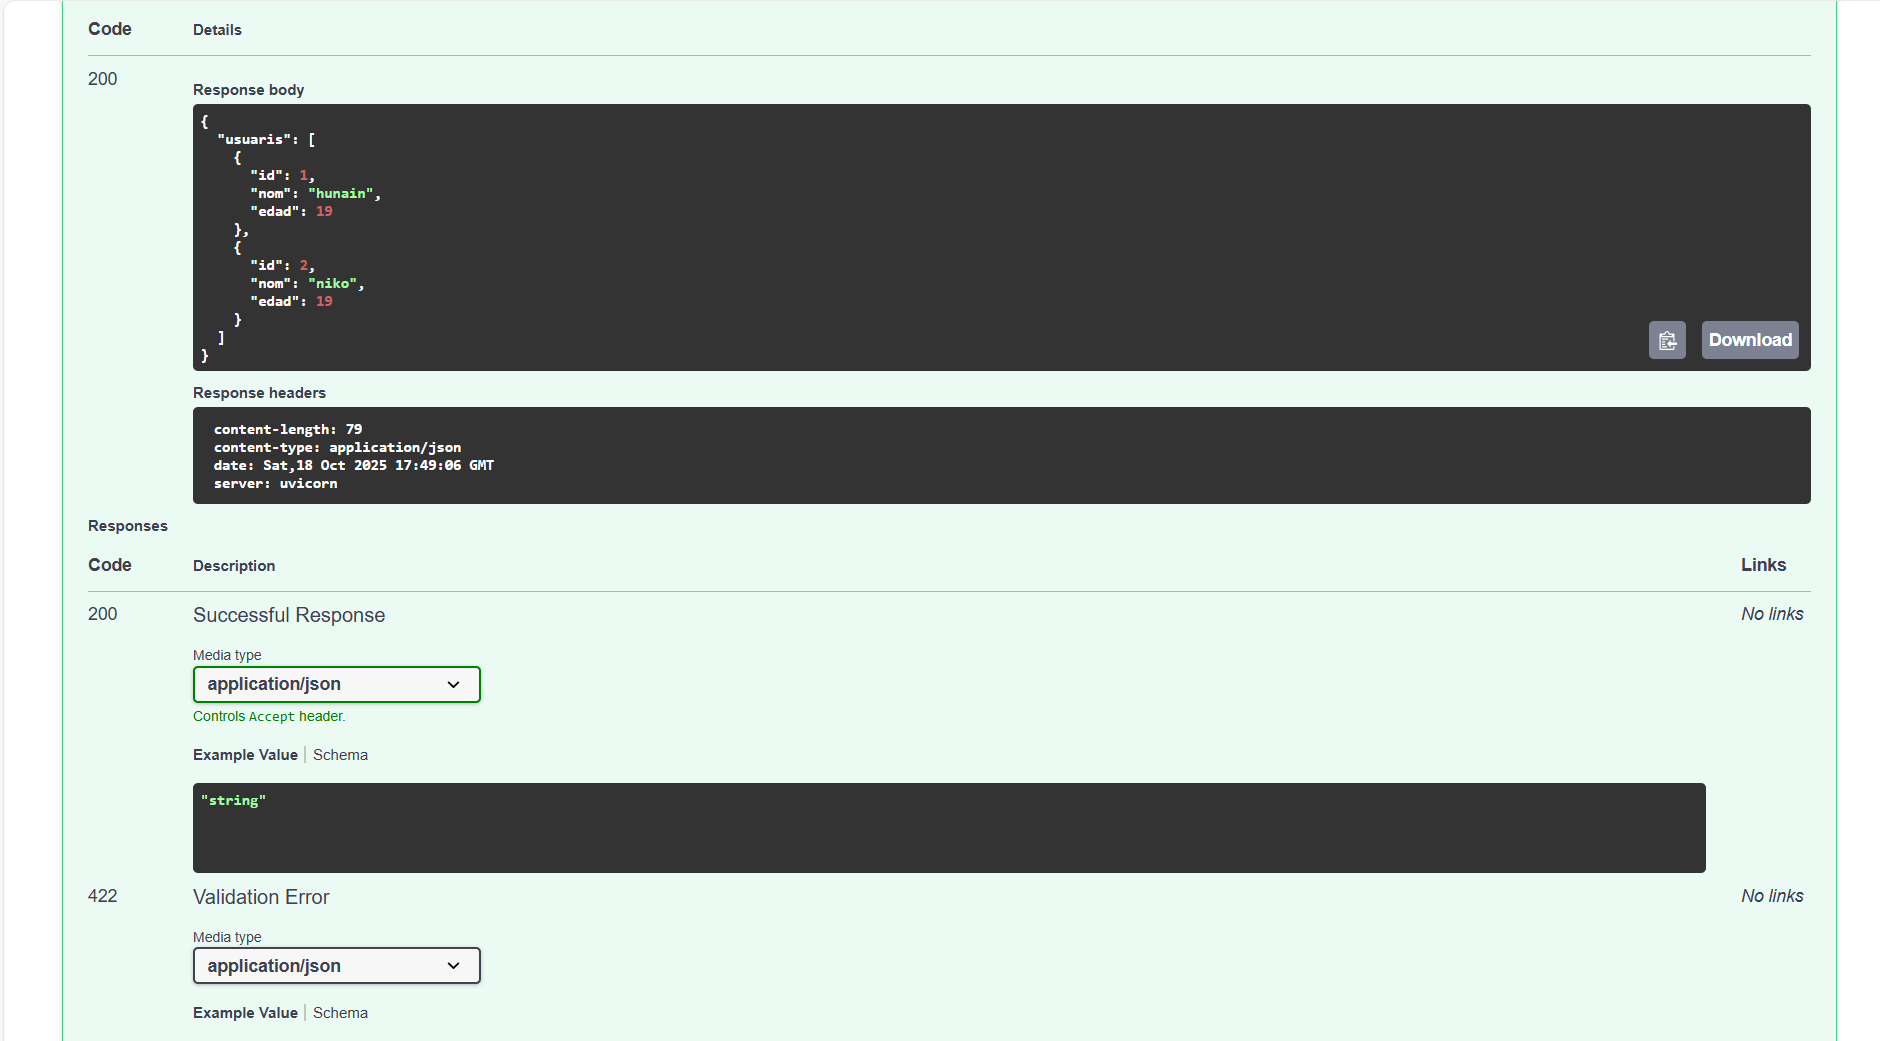 Code Details
200
Response body
{
  "usuaris": [
    {
      "id": 1,
      "nom": "hunain",
      "edad": 19
    },
    {
      "id": 2,
      "nom": "niko",
      "edad": 19
    }
  ]
}
Download
Response headers
content-length: 79
content-type: application/json
date: Sat,18 Oct 2025 17:49:06 GMT
server: uvicorn
Responses
Code Description Links
200 Successful Response No links
Media type
application/json
Controls Accept header.
Example Value Schema
"string"
422 Validation Error No links
Media type
application/json
Example Value Schema